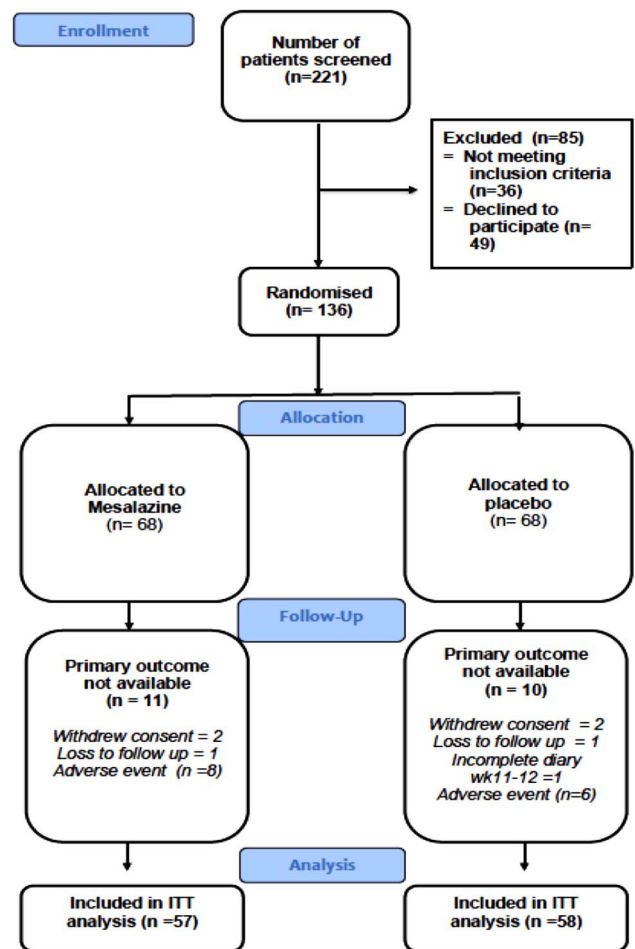 Enrollment
Number of
patients screened
(n=221)
Excluded (n=85)
= Not meeting
inclusion criteria
(n=36)
= Declined to
participate (n=
49)
Randomised
(n= 136)
Allocation
Allocated to
Mesalazine
(n= 68)
Allocated to
placebo
(n= 68)
Follow-Up
Primary outcome
not available
(n = 11)
Withdrew consent = 2
Loss to follow up = 1
Adverse event (n =8)
Primary outcome
not available
(n = 10)
Withdrew consent = 2
Loss to follow up = 1
Incomplete diary
wk11-12 =1
Adverse event (n=6)
Analysis
Included in ITT
analysis (n =57)
Included in ITT
analysis (n =58)